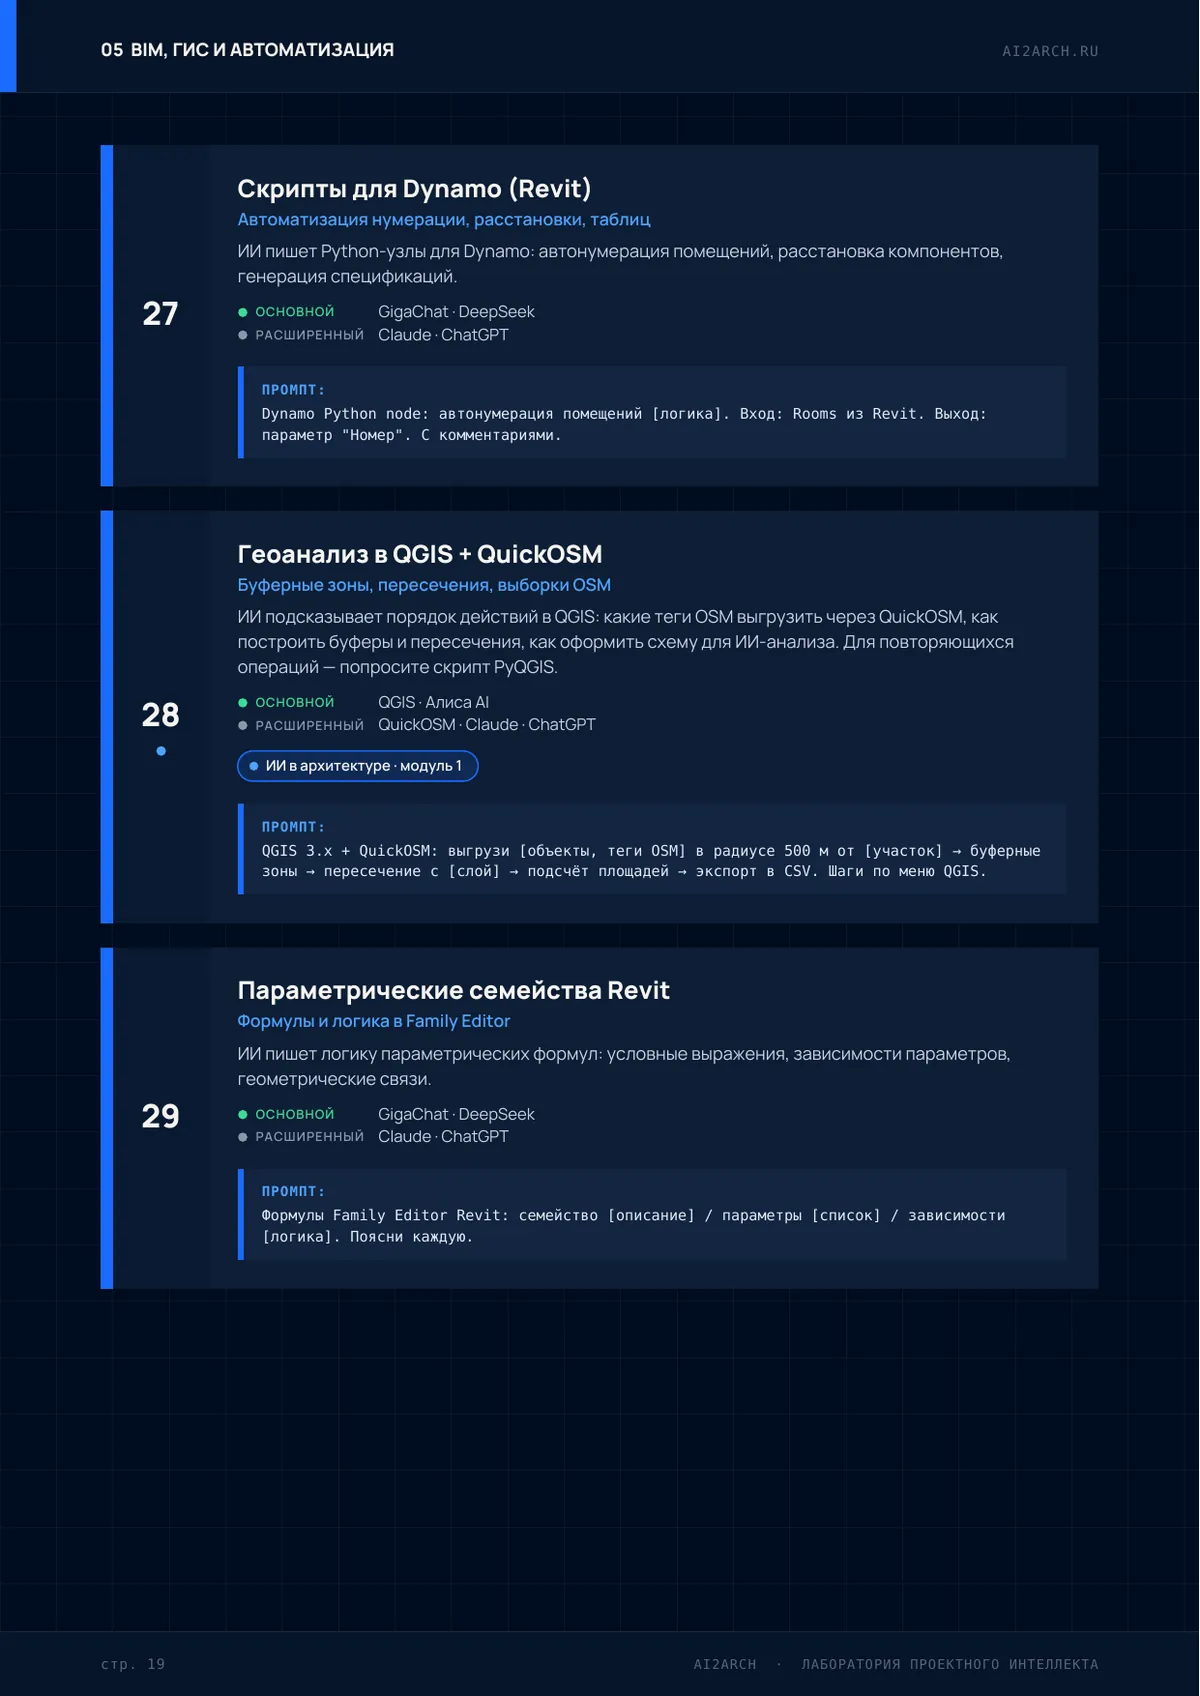 05 BIM, ГИС И АВТОМАТИЗАЦИЯ
AI2ARCH.RU
27
Скрипты для Dynamo (Revit)
Автоматизация нумерации, расстановки, таблиц
ИИ пишет Python-узлы для Dynamo: автонумерация помещений, расстановка компонентов,
генерация спецификаций.
ОСНОВНОЙ GigaChat · DeepSeek
РАСШИРЕННЫЙ Claude · ChatGPT
ПРОМПТ:
Dynamo Python node: автонумерация помещений [логика]. Вход: Rooms из Revit. Выход:
параметр "Номер". С комментариями.
28
Геоанализ в QGIS + QuickOSM
Буферные зоны, пересечения, выборки OSM
ИИ подсказывает порядок действий в QGIS: какие теги OSM выгрузить через QuickOSM, как
построить буферы и пересечения, как оформить схему для ИИ-анализа. Для повторяющихся
операций — попросите скрипт PyQGIS.
ОСНОВНОЙ QGIS · Алиса AI
РАСШИРЕННЫЙ QuickOSM · Claude · ChatGPT
ИИ в архитектуре · модуль 1
ПРОМПТ:
QGIS 3.x + QuickOSM: выгрузи [объекты, теги OSM] в радиусе 500 м от [участок] → буферные
зоны → пересечение с [слой] → подсчёт площадей → экспорт в CSV. Шаги по меню QGIS.
29
Параметрические семейства Revit
Формулы и логика в Family Editor
ИИ пишет логику параметрических формул: условные выражения, зависимости параметров,
геометрические связи.
ОСНОВНОЙ GigaChat · DeepSeek
РАСШИРЕННЫЙ Claude · ChatGPT
ПРОМПТ:
Формулы Family Editor Revit: семейство [описание] / параметры [список] / зависимости
[логика]. Поясни каждую.
стр. 19
AI2ARCH · ЛАБОРАТОРИЯ ПРОЕКТНОГО ИНТЕЛЛЕКТА